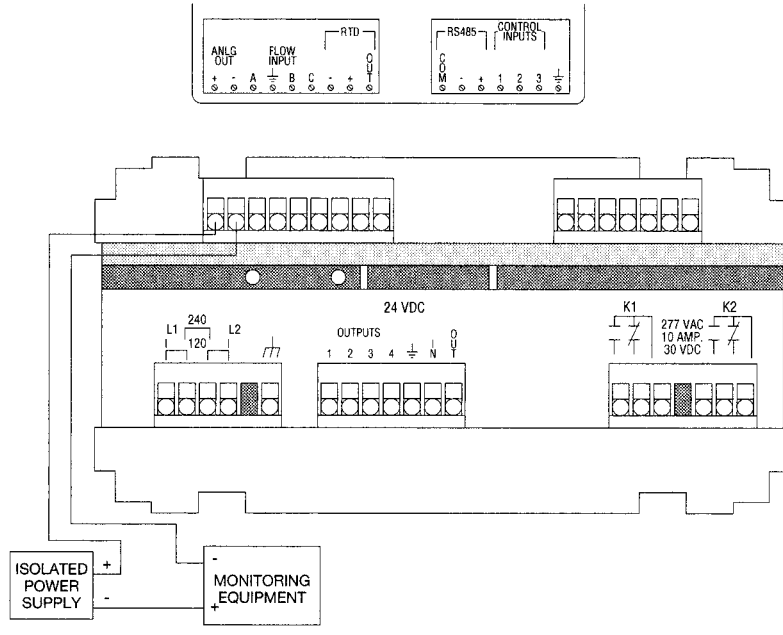 RTD
RS485
CONTROL
INPUTS
ANLG
OUT
FLOW
INPUT
OUT
COM
+ - A B C - +
- + 1 2 3
24 VDC
240
L1 L2
120
OUTPUTS
1 2 3 4 N
OUT
K1 K2
277 VAC
10 AMP.
30 VDC
ISOLATED
POWER
SUPPLY
+
-
-
+
MONITORING
EQUIPMENT